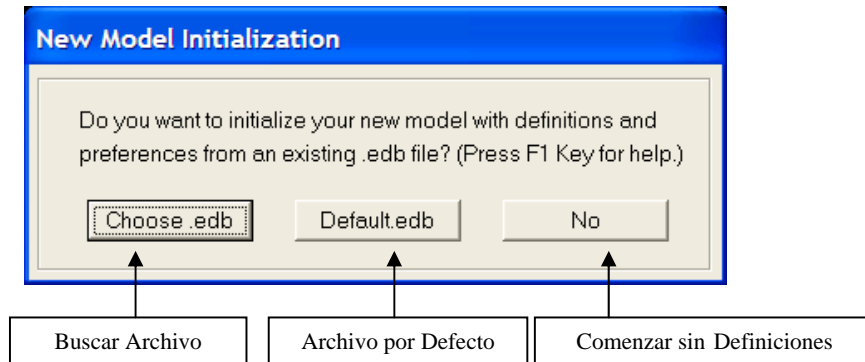 New Model Initialization
Do you want to initialize your new model with definitions and
preferences from an existing .edb file? (Press F1 Key for help.)
Choose .edb
Default.edb
No
Buscar Archivo
Archivo por Defecto
Comenzar sin Definiciones